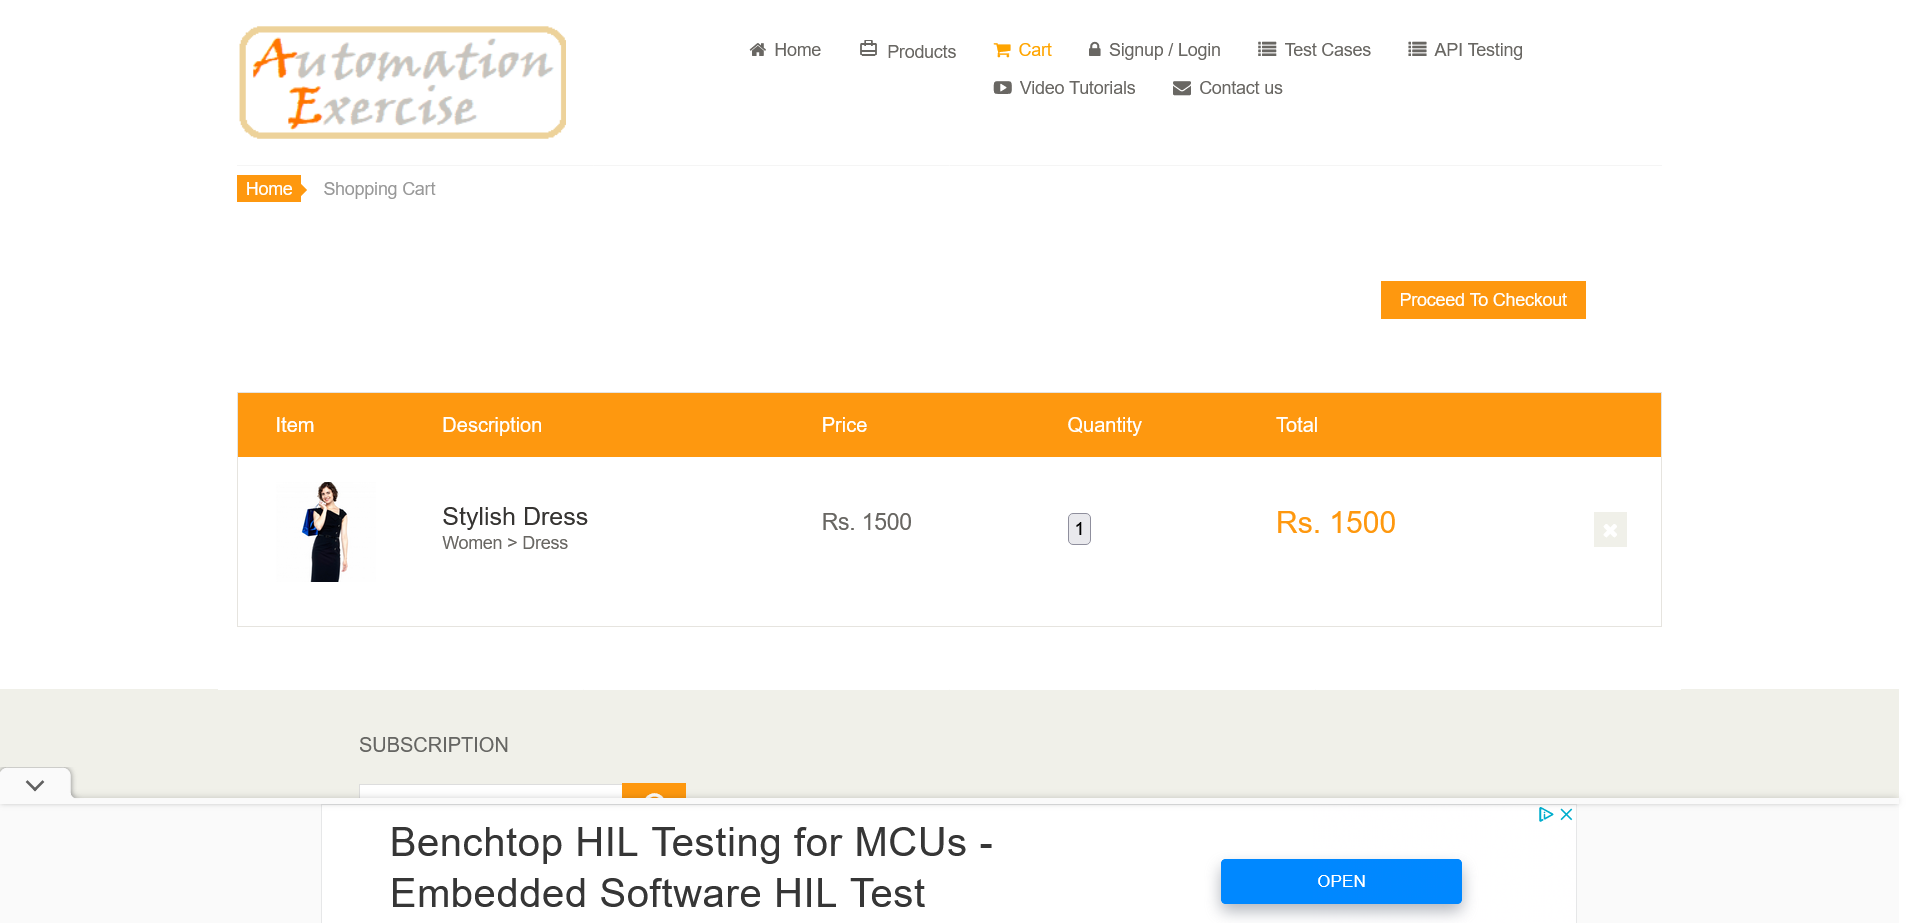 Automation
Exercise
Home
Products
Cart
Signup / Login
Test Cases
API Testing
Video Tutorials
Contact us
Home
Shopping Cart
Proceed To Checkout
Item
Description
Price
Quantity
Total
Stylish Dress
Women > Dress
Rs. 1500
1
Rs. 1500
SUBSCRIPTION
Benchtop HIL Testing for MCUs -
Embedded Software HIL Test
OPEN